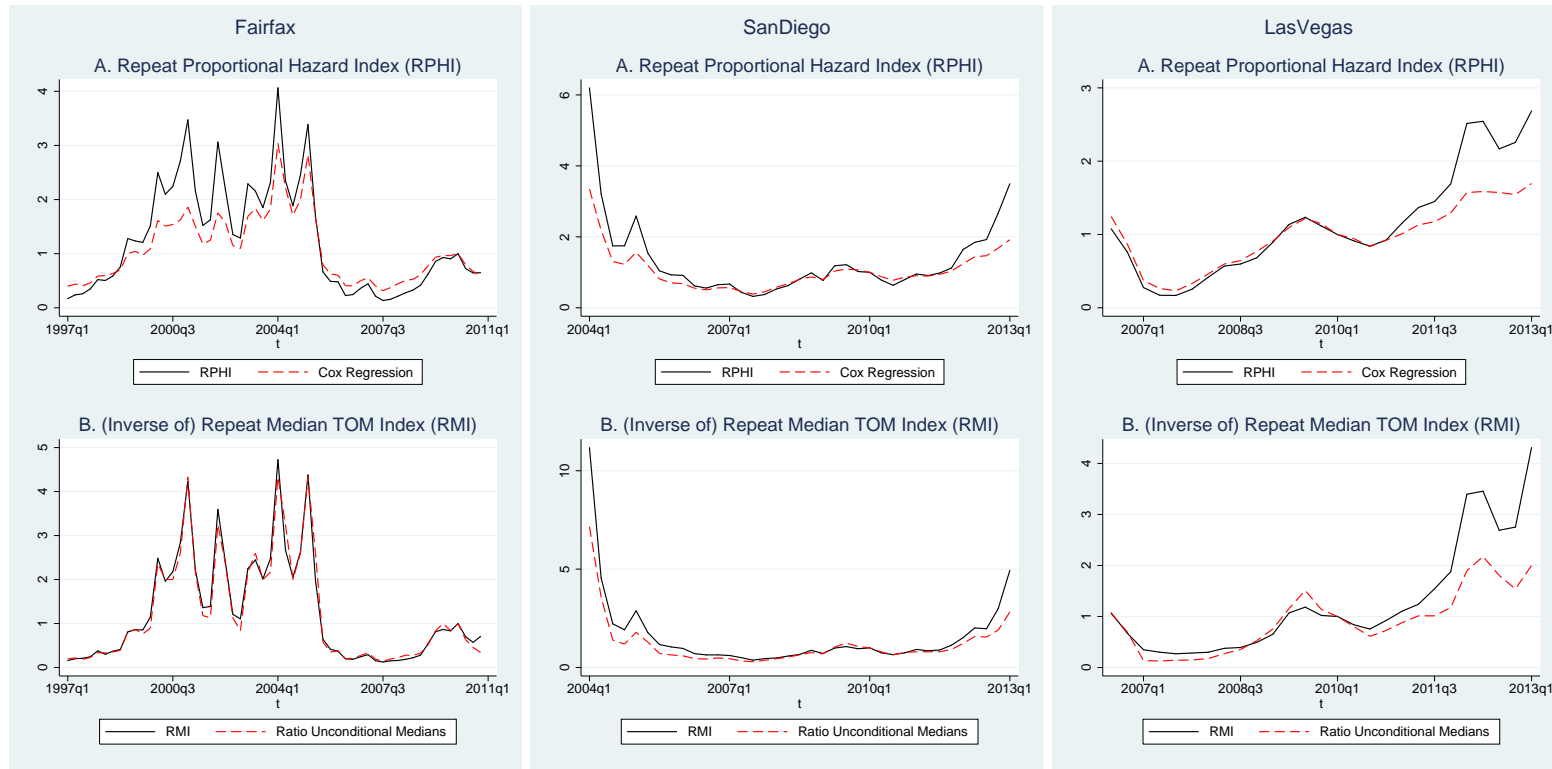 Fairfax
A. Repeat Proportional Hazard Index (RPHI)
4
3
2
1
0
1997q1 2000q3 2004q1 2007q3 2011q1
t
RPHI Cox Regression
B. (Inverse of) Repeat Median TOM Index (RMI)
5
4
3
2
1
0
1997q1 2000q3 2004q1 2007q3 2011q1
t
RMI Ratio Unconditional Medians
SanDiego
A. Repeat Proportional Hazard Index (RPHI)
6
4
2
0
2004q1 2007q1 2010q1 2013q1
t
RPHI Cox Regression
B. (Inverse of) Repeat Median TOM Index (RMI)
10
5
0
2004q1 2007q1 2010q1 2013q1
t
RMI Ratio Unconditional Medians
LasVegas
A. Repeat Proportional Hazard Index (RPHI)
3
2
1
0
2007q1 2008q3 2010q1 2011q3 2013q1
t
RPHI Cox Regression
B. (Inverse of) Repeat Median TOM Index (RMI)
4
3
2
1
0
2007q1 2008q3 2010q1 2011q3 2013q1
t
RMI Ratio Unconditional Medians